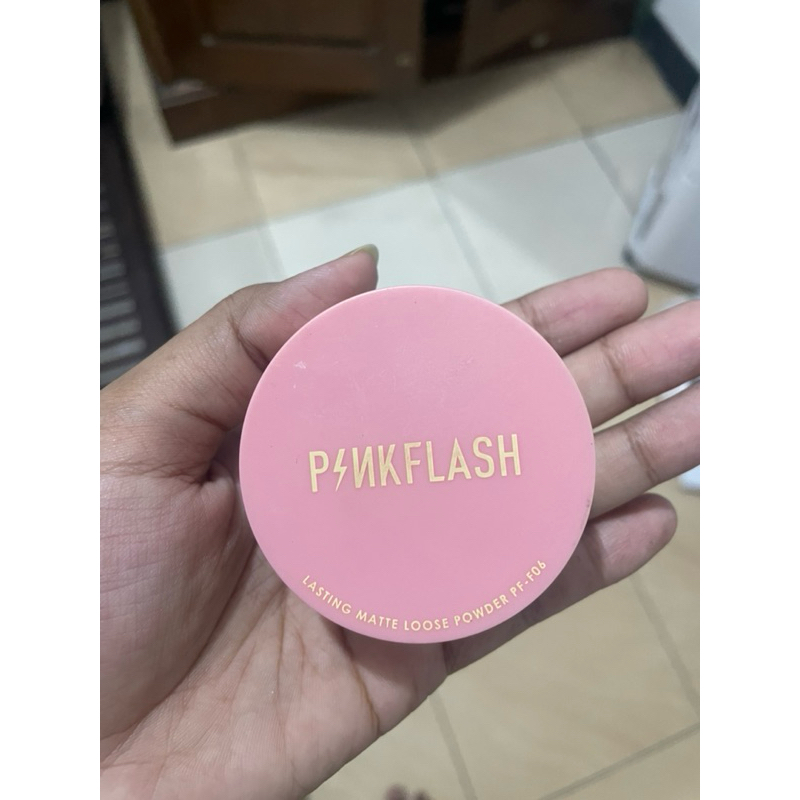 PINKFLASH
LASTING MATTE LOOSE POWDER PF-F06